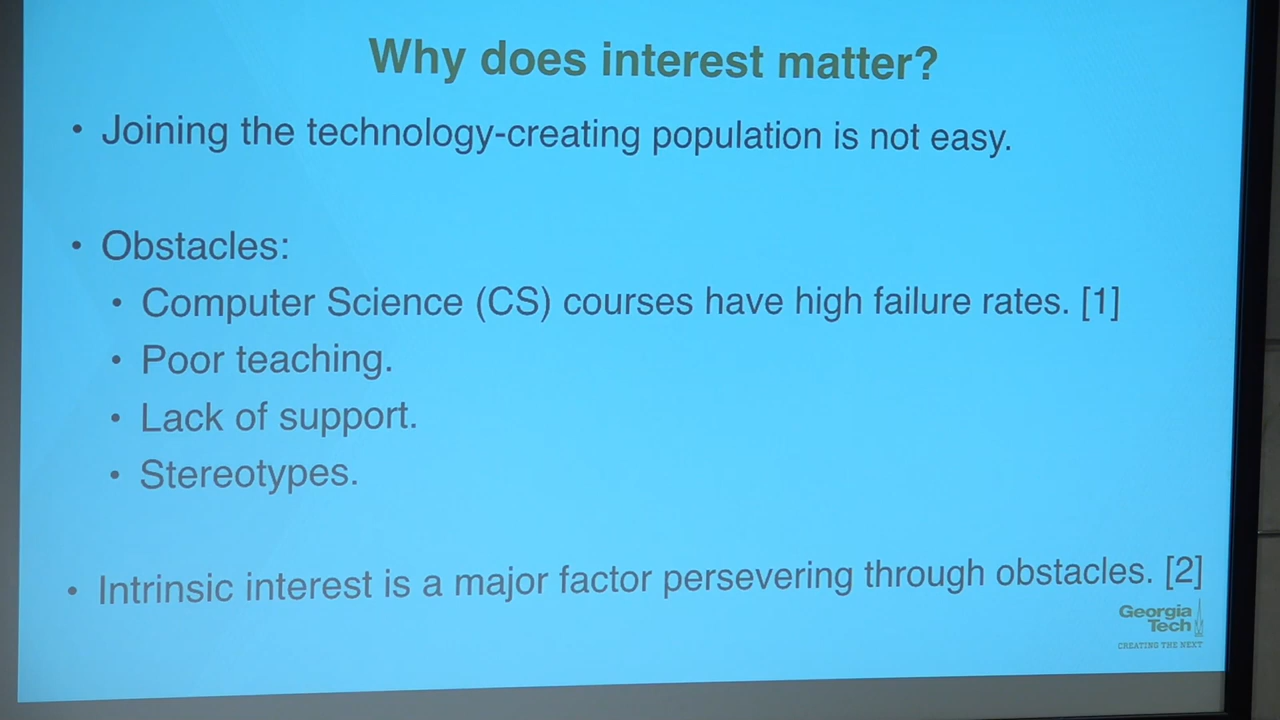 Why does interest matter?
• Joining the technology-creating population is not easy.
• Obstacles:
• Computer Science (CS) courses have high failure rates. [1]
• Poor teaching.
• Lack of support.
• Stereotypes.
• Intrinsic interest is a major factor persevering through obstacles. [2]
Georgia
Tech
CREATING THE NEXT